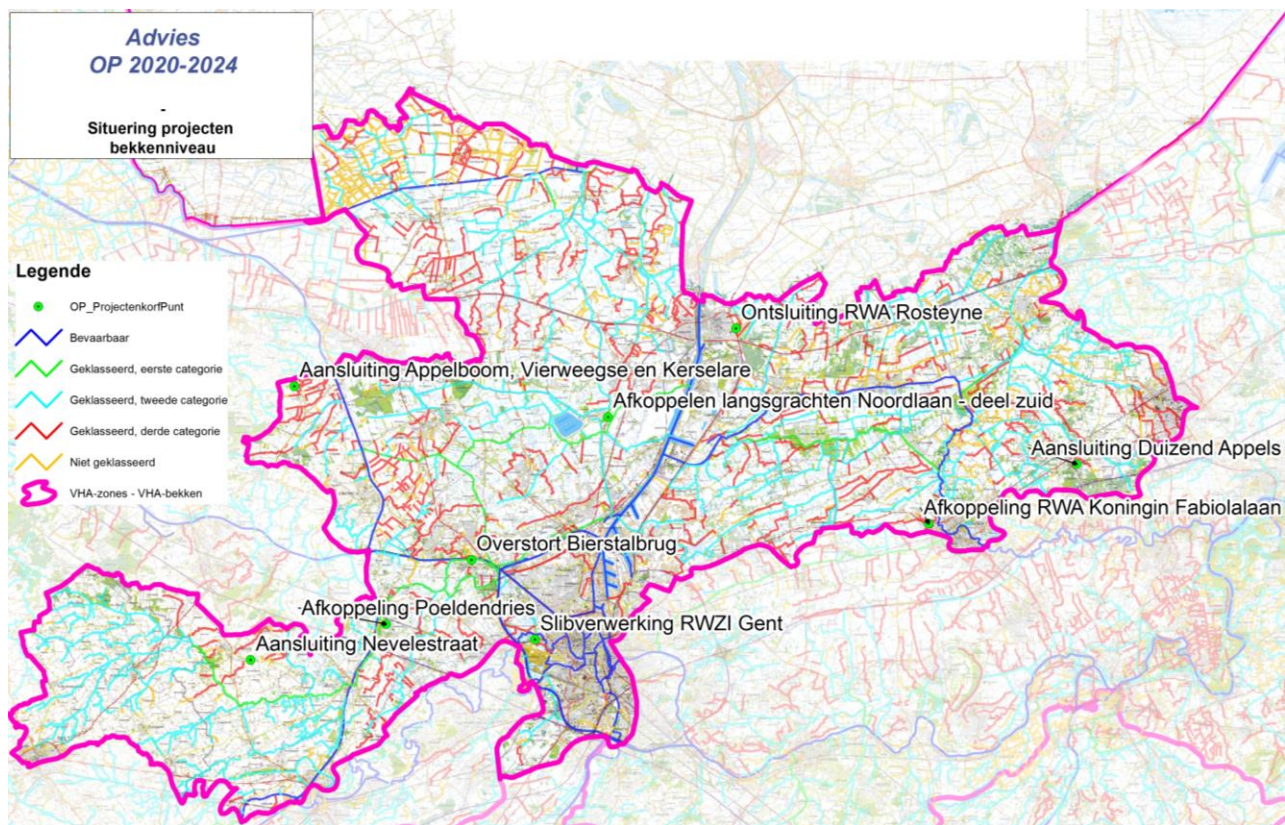 Advies
OP 2020-2024
-
Situering projecten
bekkenniveau
Legende
OP_ProjectenkorfPunt
Bevaarbaar
Geklasseerd, eerste categorie
Geklasseerd, tweede categorie
Geklasseerd, derde categorie
Niet geklasseerd
VHA-zones - VHA-bekken
Ontsluiting RWA Rosteyne
Aansluiting Appelboom, Vierweegse en Kerselare
Afkoppelen langsgrachten Noordlaan - deel zuid
Aansluiting Duizend Appels
Afkoppeling RWA Koningin Fabiolalaan
Overstort Bierstalbrug
Afkoppeling Poeldendries
Slibverwerking RWZI Gent
Aansluiting Nevelestraat